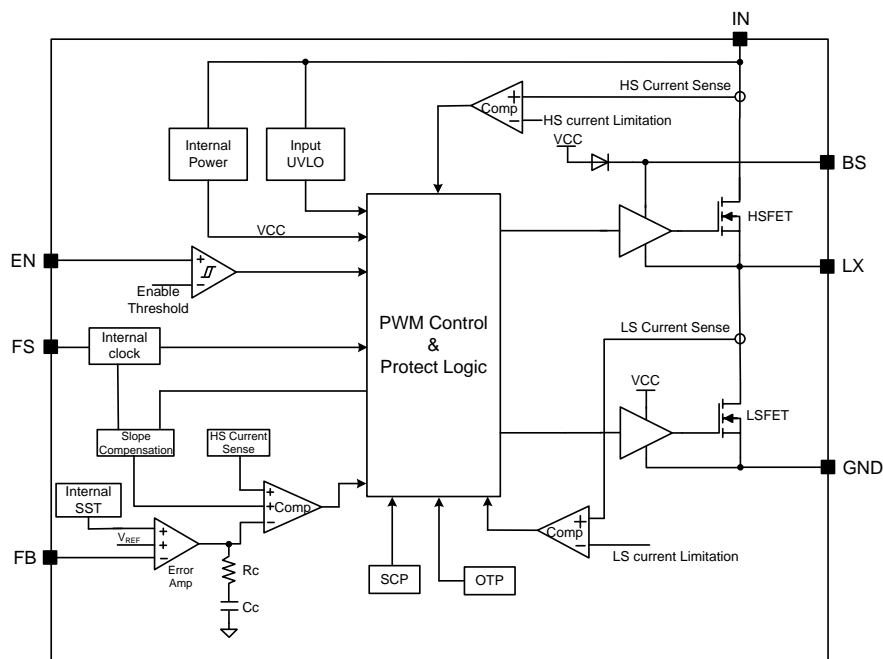 IN
HS Current Sense
+
Comp
−
HS current Limitation
Internal
Power
Input
UVLO
VCC
BS
HSFET
VCC
EN
+
−
Enable
Threshold
LX
FS
Internal
clock
PWM Control
&
Protect Logic
LS Current Sense
VCC
LSFET
Slope
Compensation
HS Current
Sense
GND
Internal
SST
+
+
Comp
−
+
+
−
VREF
FB
Error
Amp
Rc
Cc
SCP
OTP
+
Comp
−
LS current Limitation